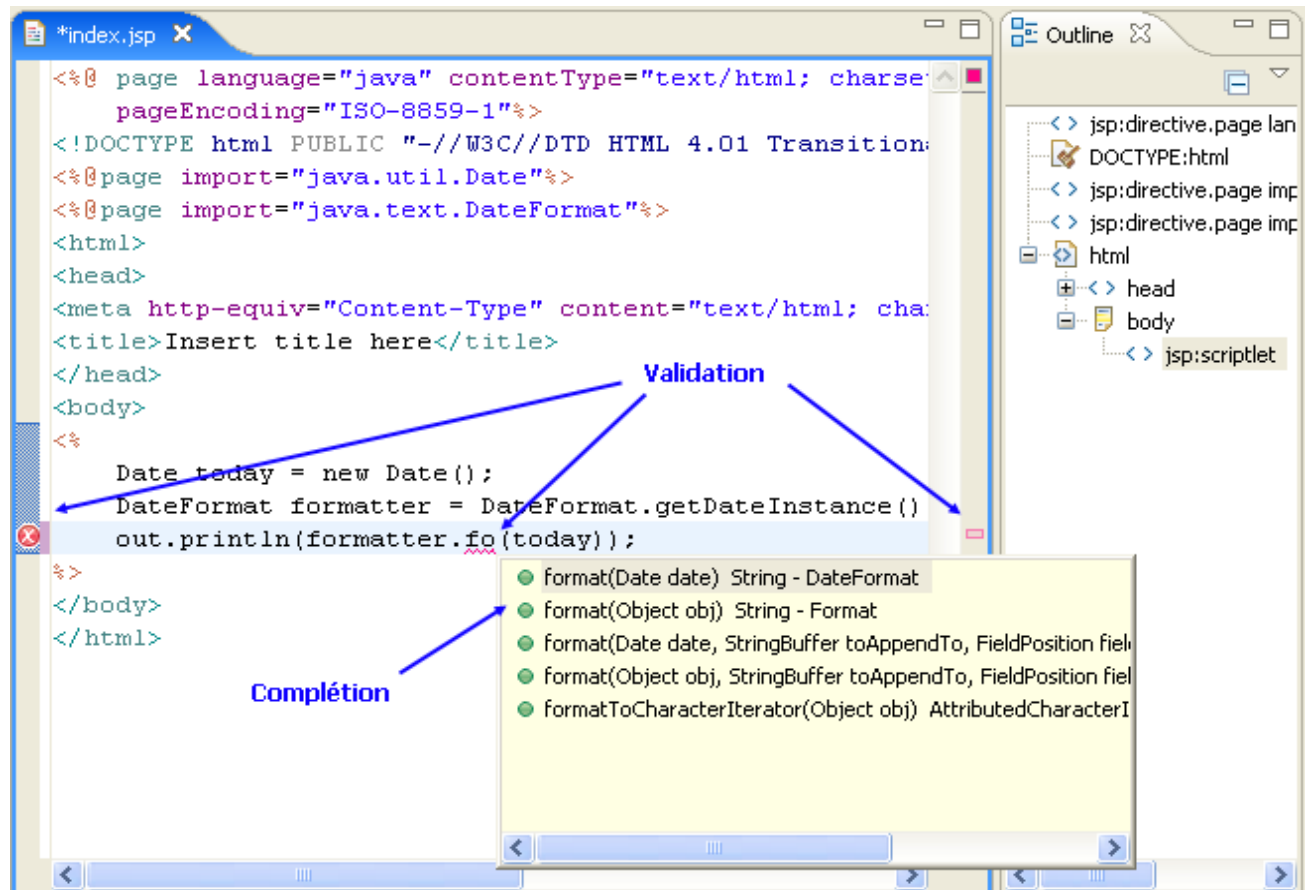 *index.jsp
Outline
<%@ page language="java" contentType="text/html; charse
pageEncoding="ISO-8859-1"%>
<!DOCTYPE html PUBLIC "-//W3C//DTD HTML 4.01 Transition
<%@page import="java.util.Date"%>
<%@page import="java.text.DateFormat"%>
<html>
<head>
<meta http-equiv="Content-Type" content="text/html; cha
<title>Insert title here</title>
</head>
<body>
<%
Date today = new Date();
DateFormat formatter = DateFormat.getDateInstance()
out.println(formatter.fo(today));
%>
</body>
</html>
Validation
Complétion
format(Date date) String - DateFormat
format(Object obj) String - Format
format(Date date, StringBuffer toAppendTo, FieldPosition fiel
format(Object obj, StringBuffer toAppendTo, FieldPosition fiel
formatToCharacterIterator(Object obj) AttributedCharacterI
jsp:directive.page lan
DOCTYPE:html
jsp:directive.page imp
jsp:directive.page imp
html
head
body
jsp:scriptlet